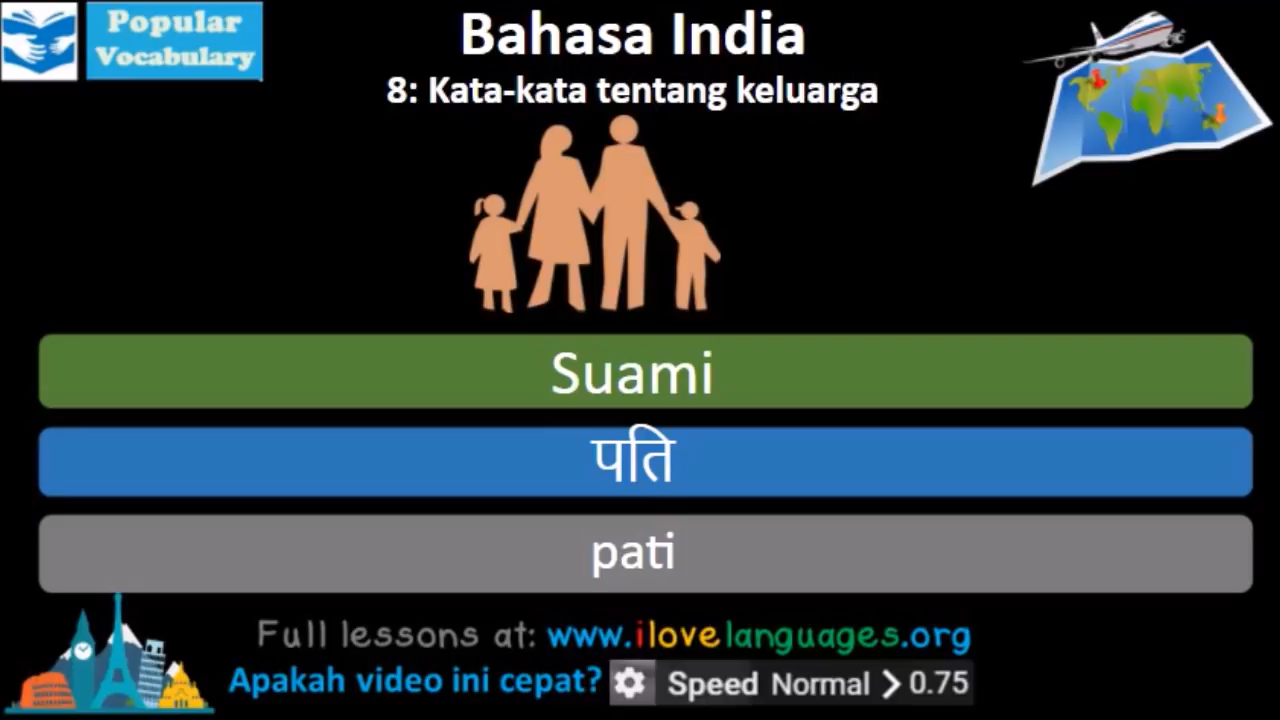 Popular
Vocabulary
Bahasa India
8: Kata-kata tentang keluarga
Suami
पति
pati
Full lessons at: www.ilovelanguages.org
Apakah video ini cepat? Speed Normal > 0.75